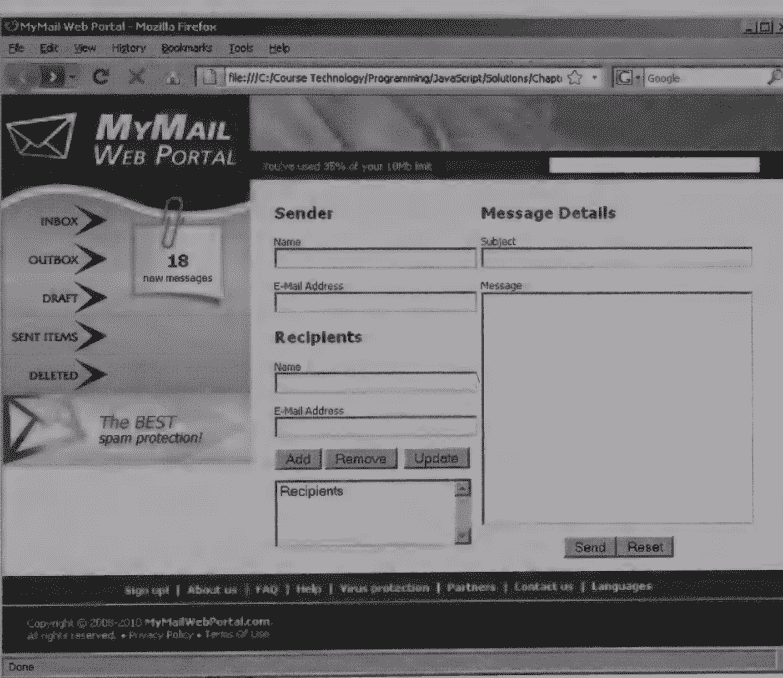 MyMail Web Portal - Mozilla Firefox
File Edit View History Bookmarks Tools Help
file:///C:/Course Technology/Programming/JavaScript/Solutions/Chapt
G Google
MYMAIL
WEB PORTAL
You've used 35% of your 10Mb limit
INBOX
OUTBOX
DRAFT
SENT ITEMS
DELETED
18
new messages
The BEST
spam protection!
Sender
Name
E-Mail Address
Recipients
Name
E-Mail Address
Add Remove Update
Recipients
Message Details
Subject
Message
Send Reset
Sign up! | About us | FAQ | Help | Virus protection | Partners | Contact us | Languages
Copyright © 2008-2010 MyMailWebPortal.com.
all rights reserved. • Privacy Policy • Terms Of Use
Done